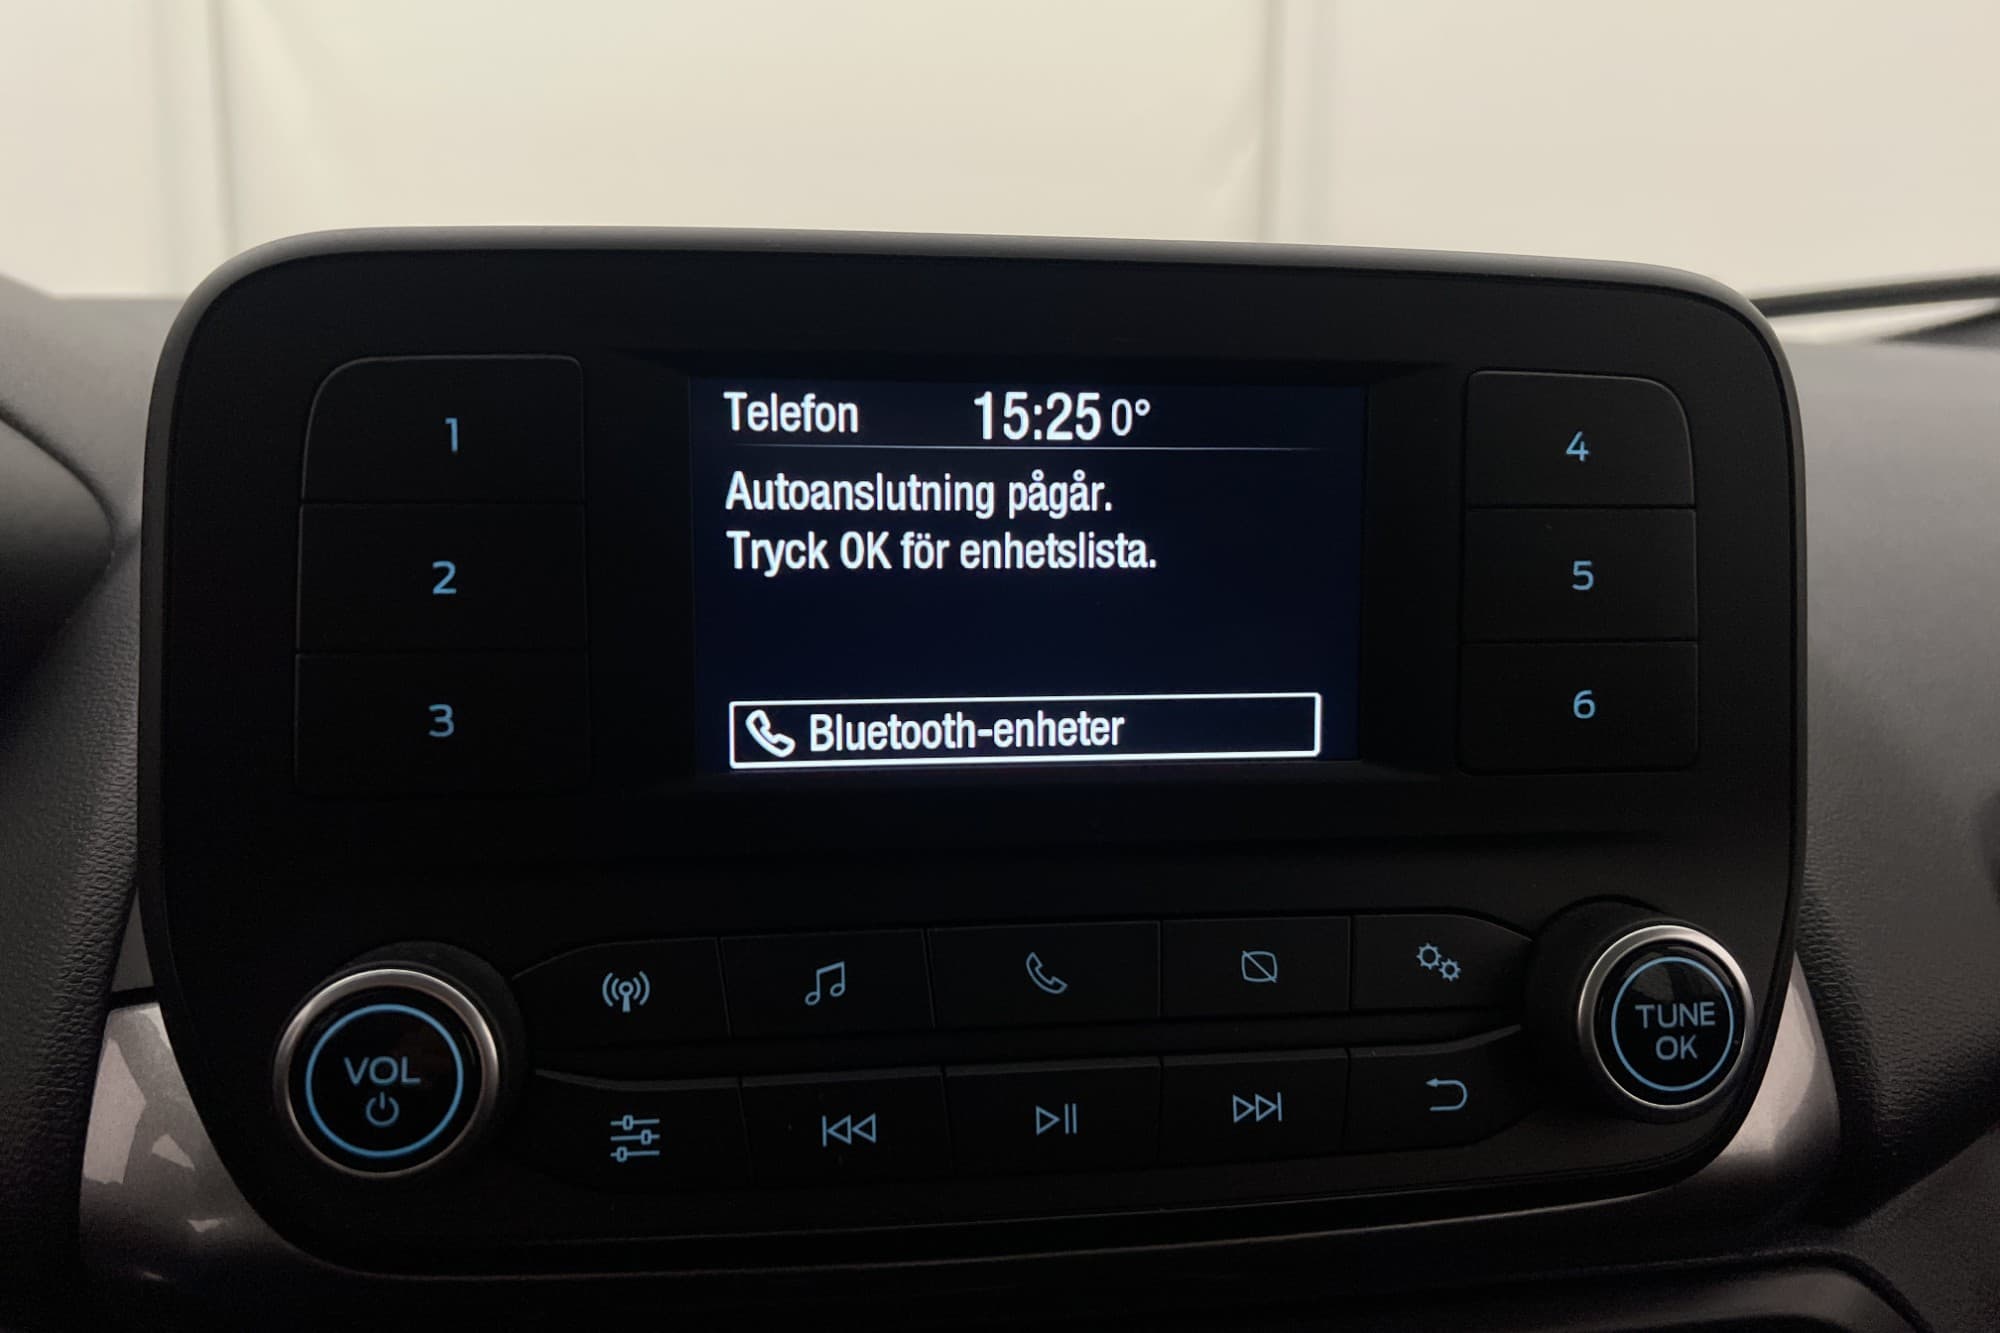 Telefon 15:25 0°
Autoanslutning pågår.
Tryck OK för enhetslista.
Bluetooth-enheter
1
2
3
4
5
6
VOL
TUNE
OK